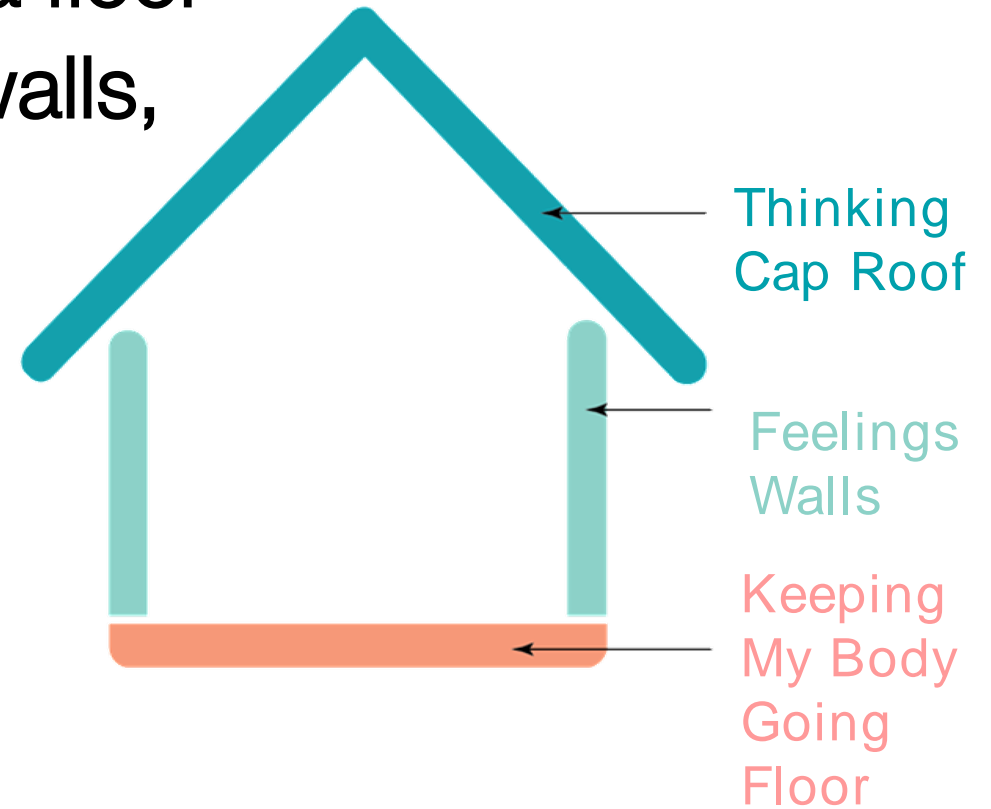 walls,
Thinking
Cap Roof
Feelings
Walls
Keeping
My Body
Going
Floor